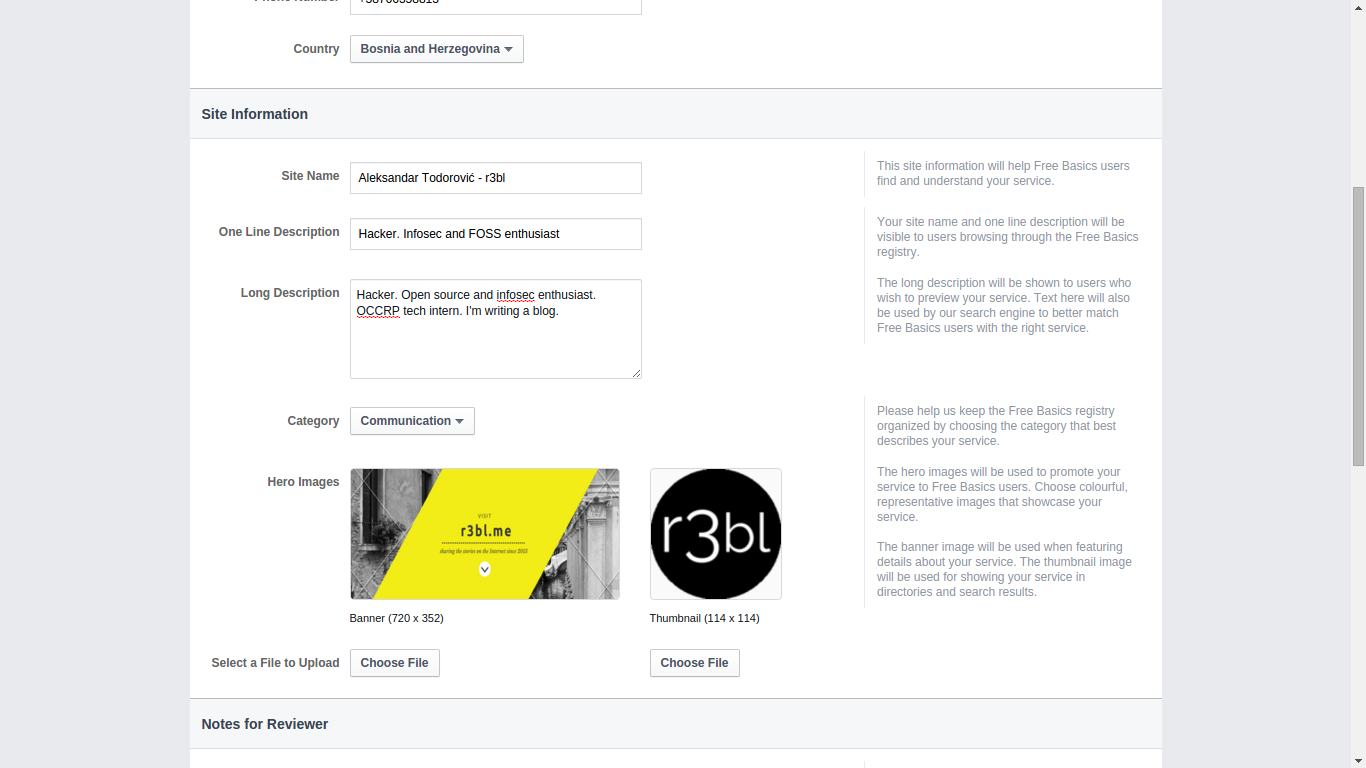 Country
Bosnia and Herzegovina
Site Information
Site Name
Aleksandar Todorović - r3bl
This site information will help Free Basics users
find and understand your service.
One Line Description
Hacker. Infosec and FOSS enthusiast
Your site name and one line description will be
visible to users browsing through the Free Basics
registry.
Long Description
Hacker. Open source and infosec enthusiast.
OCCRP tech intern. I'm writing a blog.
The long description will be shown to users who
wish to preview your service. Text here will also
be used by our search engine to better match
Free Basics users with the right service.
Category
Communication
Please help us keep the Free Basics registry
organized by choosing the category that best
describes your service.
Hero Images
VISIT
r3bl.me
sharing the stories on the Internet since 2013
r3bl
The hero images will be used to promote your
service to Free Basics users. Choose colourful,
representative images that showcase your
service.
The banner image will be used when featuring
details about your service. The thumbnail image
will be used for showing your service in
directories and search results.
Banner (720 x 352)
Thumbnail (114 x 114)
Select a File to Upload
Choose File
Choose File
Notes for Reviewer